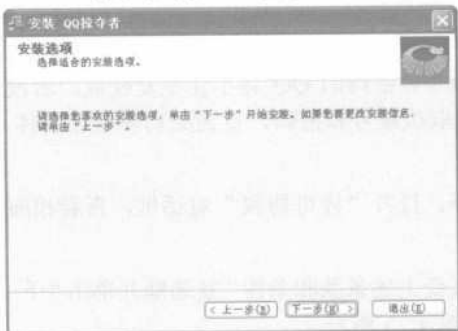 安装 QQ掠夺者
安装选项
选择适合的安装选项。
请选择您喜欢的安装选项，单击“下一步”开始安装。如果您要更改安装信息，
请单击“上一步”。
< 上一步(B)
下一步(N) >
退出(E)